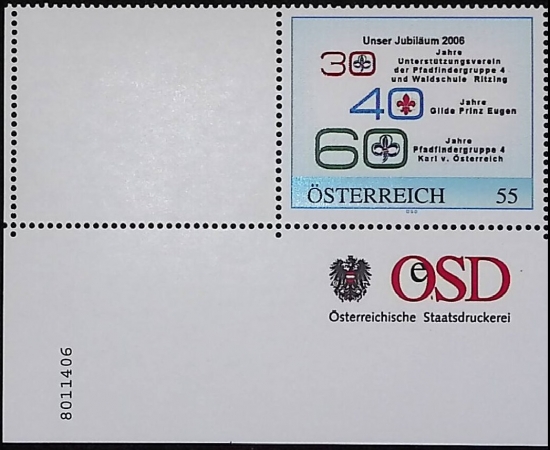 Unser Jubiläum 2006
30 Jahre
Unterstützungsverein
der Pfadfindergruppe 4
und Waldschule Ritzing
40 Jahre
Gilde Prinz Eugen
60 Jahre
Pfadfindergruppe 4
Karl v. Österreich
ÖSTERREICH 55
OeSD
Österreichische Staatsdruckerei
8011406